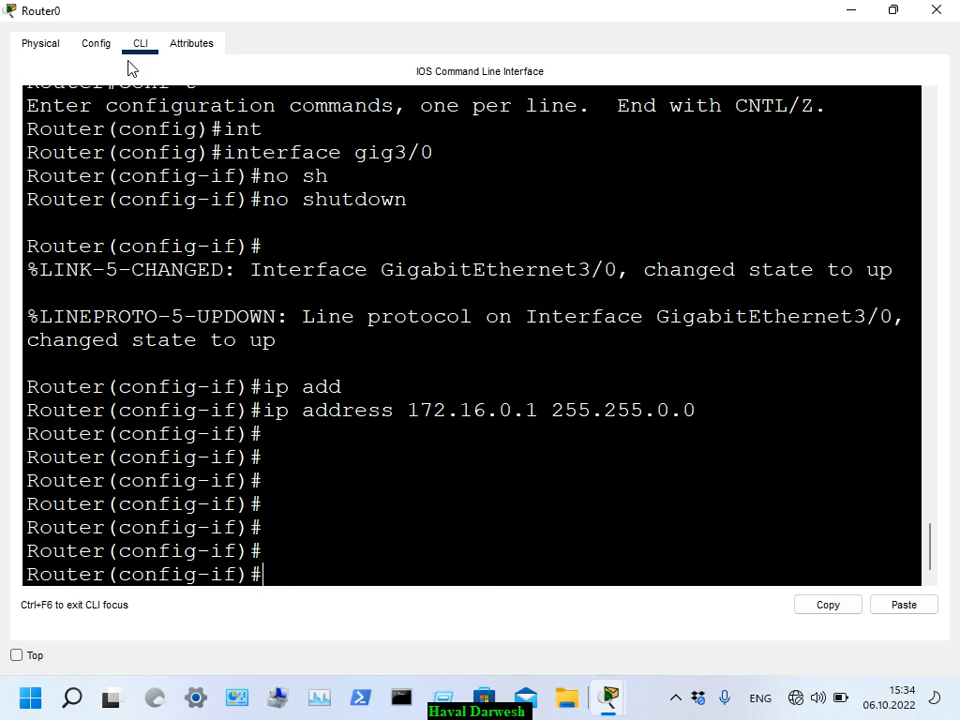 Router0
Physical
Config
CLI
Attributes
IOS Command Line Interface
Enter configuration commands, one per line.  End with CNTL/Z.
Router(config)#int
Router(config)#interface gig3/0
Router(config-if)#no sh
Router(config-if)#no shutdown
Router(config-if)#
%LINK-5-CHANGED: Interface GigabitEthernet3/0, changed state to up
%LINEPROTO-5-UPDOWN: Line protocol on Interface GigabitEthernet3/0,
changed state to up
Router(config-if)#ip add
Router(config-if)#ip address 172.16.0.1 255.255.0.0
Router(config-if)#
Router(config-if)#
Router(config-if)#
Router(config-if)#
Router(config-if)#
Router(config-if)#
Router(config-if)#
Ctrl+F6 to exit CLI focus
Copy
Paste
Top
ENG
15:34
06.10.2022
Haval Darwesh